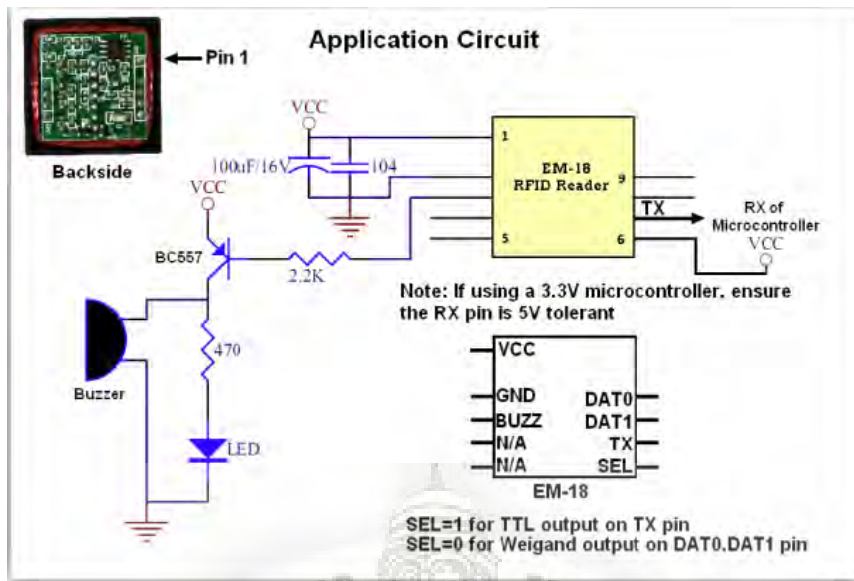 Application Circuit
Pin 1
Backside
VCC
100uF/16V
104
1
5
EM-18
RFID Reader
9
TX
6
RX of
Microcontroller
VCC
VCC
BC557
2.2K
Note: If using a 3.3V microcontroller, ensure
the RX pin is 5V tolerant
470
Buzzer
LED
VCC
GND
BUZZ
N/A
N/A
DAT0
DAT1
TX
SEL
EM-18
SEL=1 for TTL output on TX pin
SEL=0 for Weigand output on DAT0.DAT1 pin